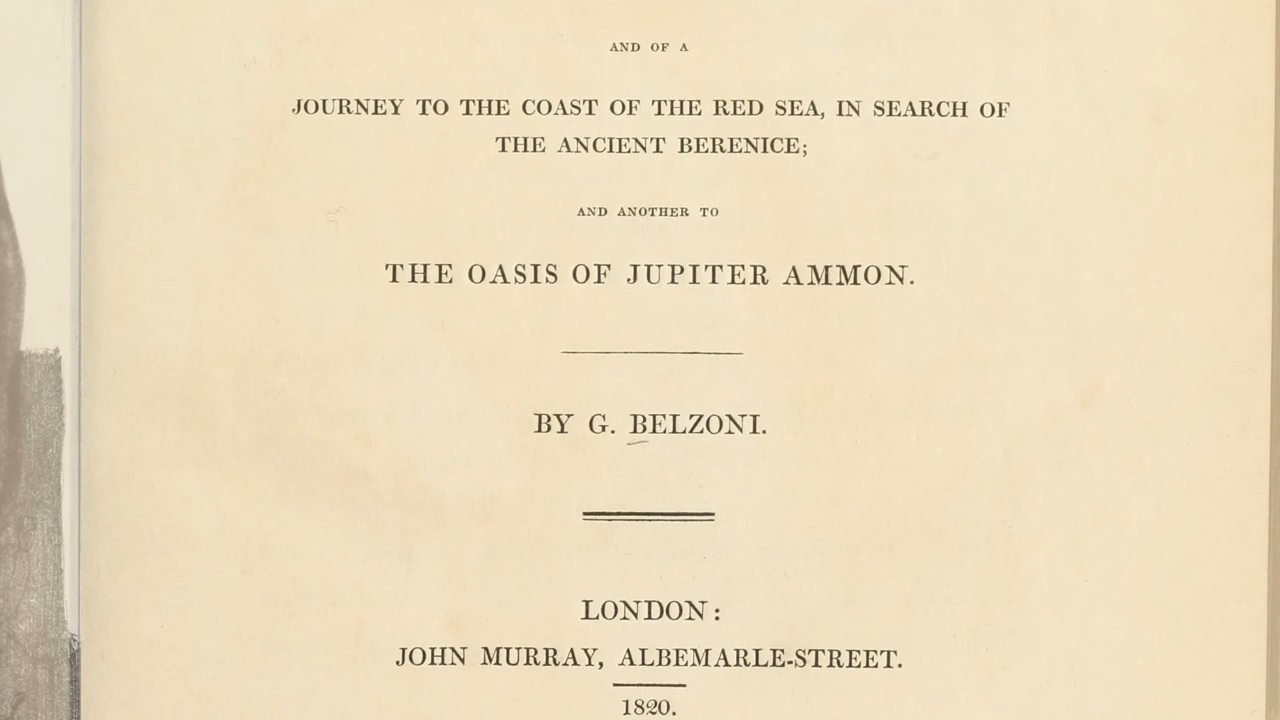 AND OF A
JOURNEY TO THE COAST OF THE RED SEA, IN SEARCH OF
THE ANCIENT BERENICE;
AND ANOTHER TO
THE OASIS OF JUPITER AMMON.
BY G. BELZONI.
LONDON:
JOHN MURRAY, ALBEMARLE-STREET.
1820.